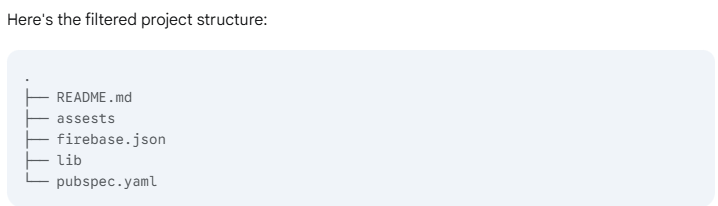 Here's the filtered project structure:
.
├── README.md
├── assests
├── firebase.json
├── lib
└── pubspec.yaml